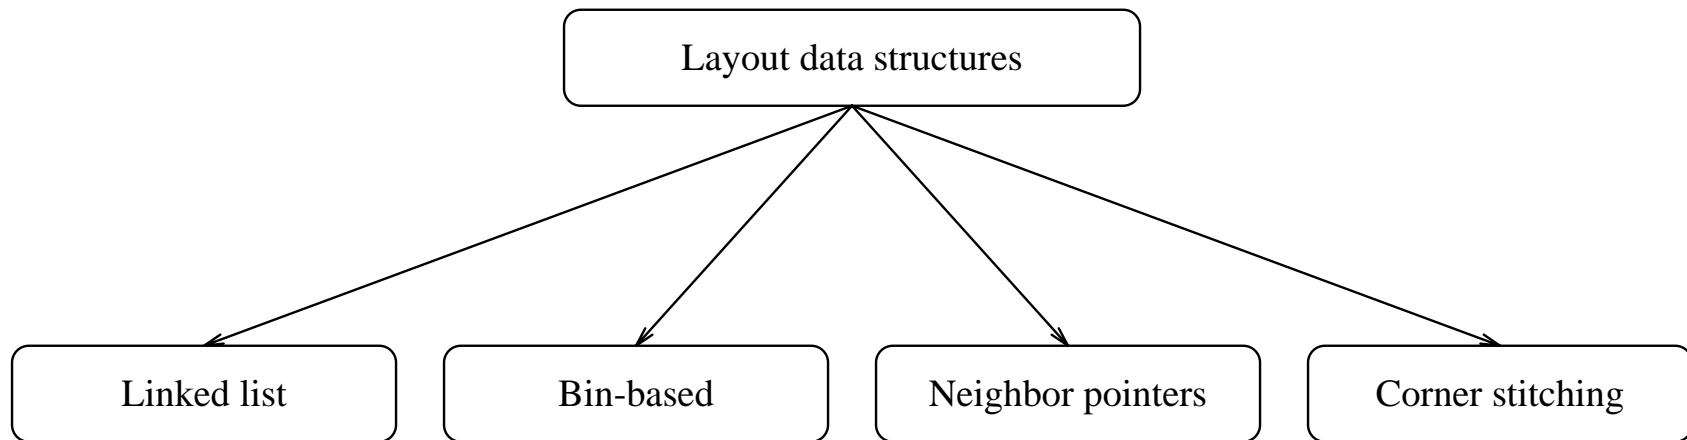 Layout data structures
Linked list
Bin-based
Neighbor pointers
Corner stitching